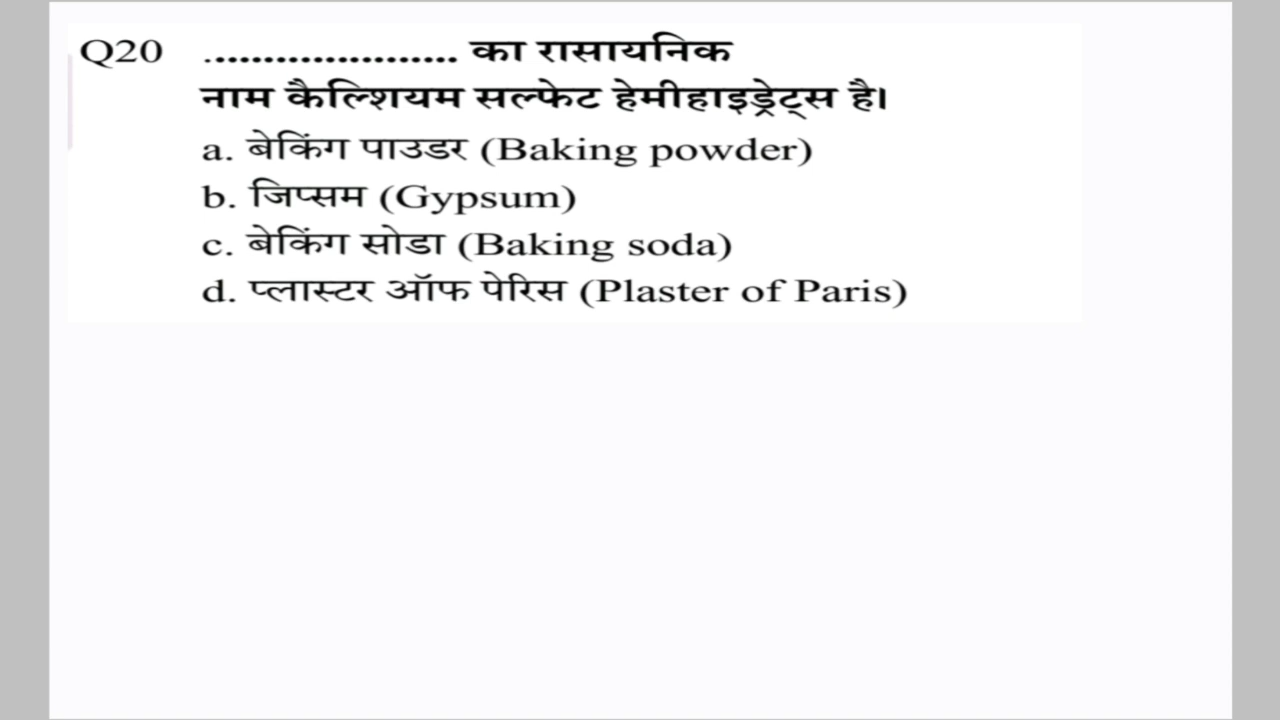 Q20 ..................... का रासायनिक
नाम कैल्शियम सल्फेट हेमीहाइड्रेट्स है।
a. बेकिंग पाउडर (Baking powder)
b. जिप्सम (Gypsum)
c. बेकिंग सोडा (Baking soda)
d. प्लास्टर ऑफ पेरिस (Plaster of Paris)